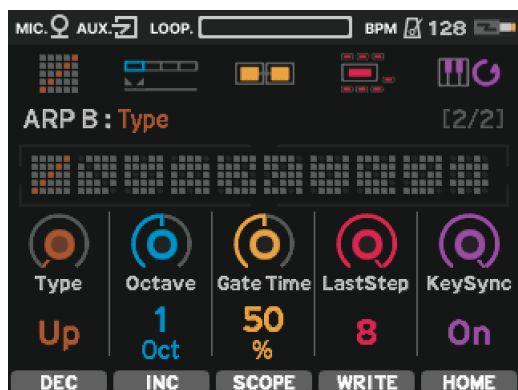 MIC. AUX. LOOP. BPM 128
ARP B : Type [2/2]
Type Octave Gate Time LastStep KeySync
Up 1 Oct 50 % 8 On
DEC INC SCOPE WRITE HOME